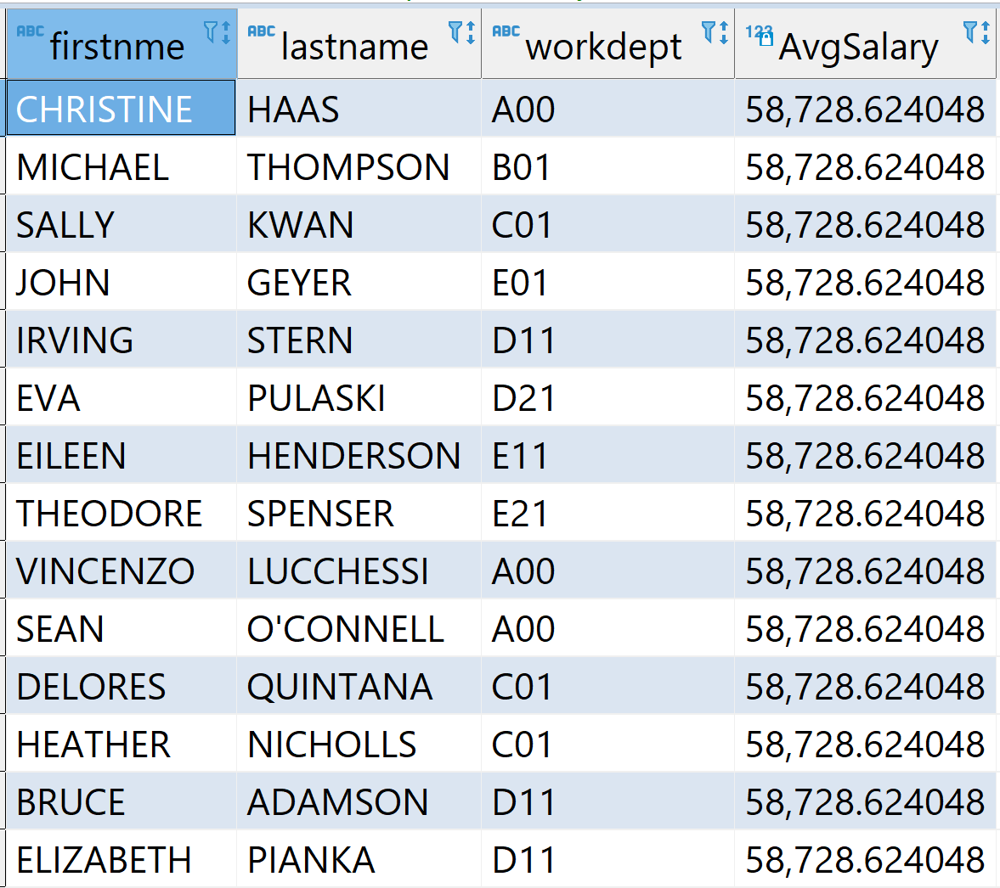 ABC firstnme ABC lastname ABC workdept 123 AvgSalary
CHRISTINE HAAS A00 58,728.624048
MICHAEL THOMPSON B01 58,728.624048
SALLY KWAN C01 58,728.624048
JOHN GEYER E01 58,728.624048
IRVING STERN D11 58,728.624048
EVA PULASKI D21 58,728.624048
EILEEN HENDERSON E11 58,728.624048
THEODORE SPENSER E21 58,728.624048
VINCENZO LUCCHESSI A00 58,728.624048
SEAN O'CONNELL A00 58,728.624048
DELORES QUINTANA C01 58,728.624048
HEATHER NICHOLLS C01 58,728.624048
BRUCE ADAMSON D11 58,728.624048
ELIZABETH PIANKA D11 58,728.624048